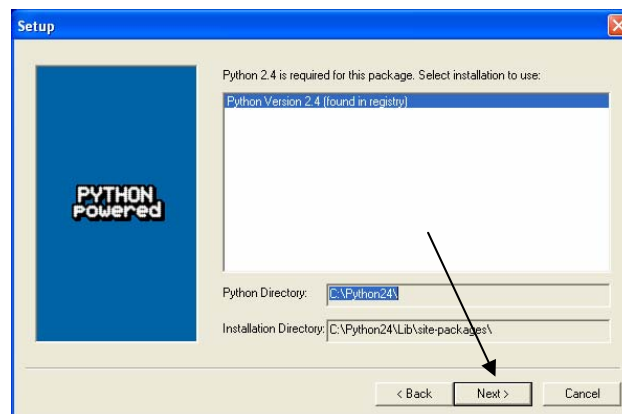 Setup
Python 2.4 is required for this package. Select installation to use:
Python Version 2.4 (found in registry)
PYTHON
powered
Python Directory: C:\Python24\
Installation Directory: C:\Python24\Lib\site-packages\
< Back Next > Cancel